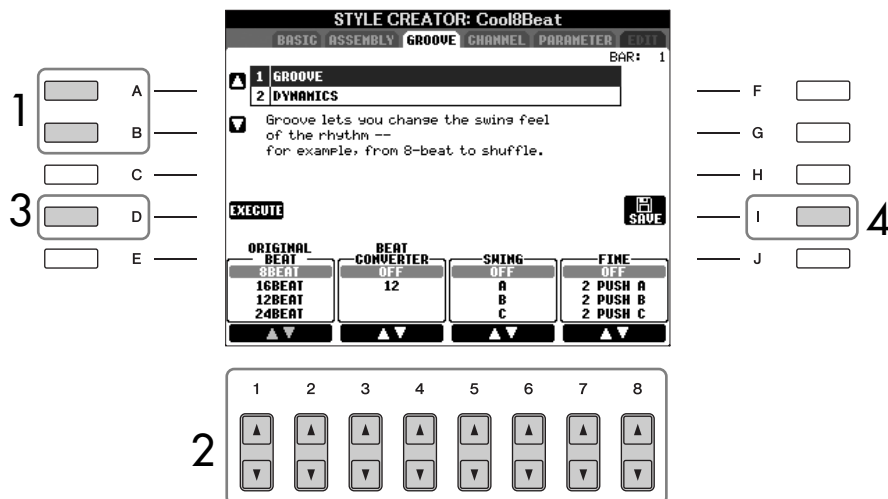 STYLE CREATOR: Cool8Beat
BASIC ASSEMBLY GROOVE CHANNEL PARAMETER EDIT
BAR: 1
1 GROOVE
2 DYNAMICS
Groove lets you change the swing feel
of the rhythm --
for example, from 8-beat to shuffle.
EXECUTE
SAVE
ORIGINAL BEAT
BEAT CONVERTER
SWING
FINE
8BEAT OFF OFF OFF
16BEAT 12 A 2 PUSH A
12BEAT B 2 PUSH B
24BEAT C 2 PUSH C
1
A
B
C
3
D
E
F
G
H
I
4
J
1 2 3 4 5 6 7 8
2